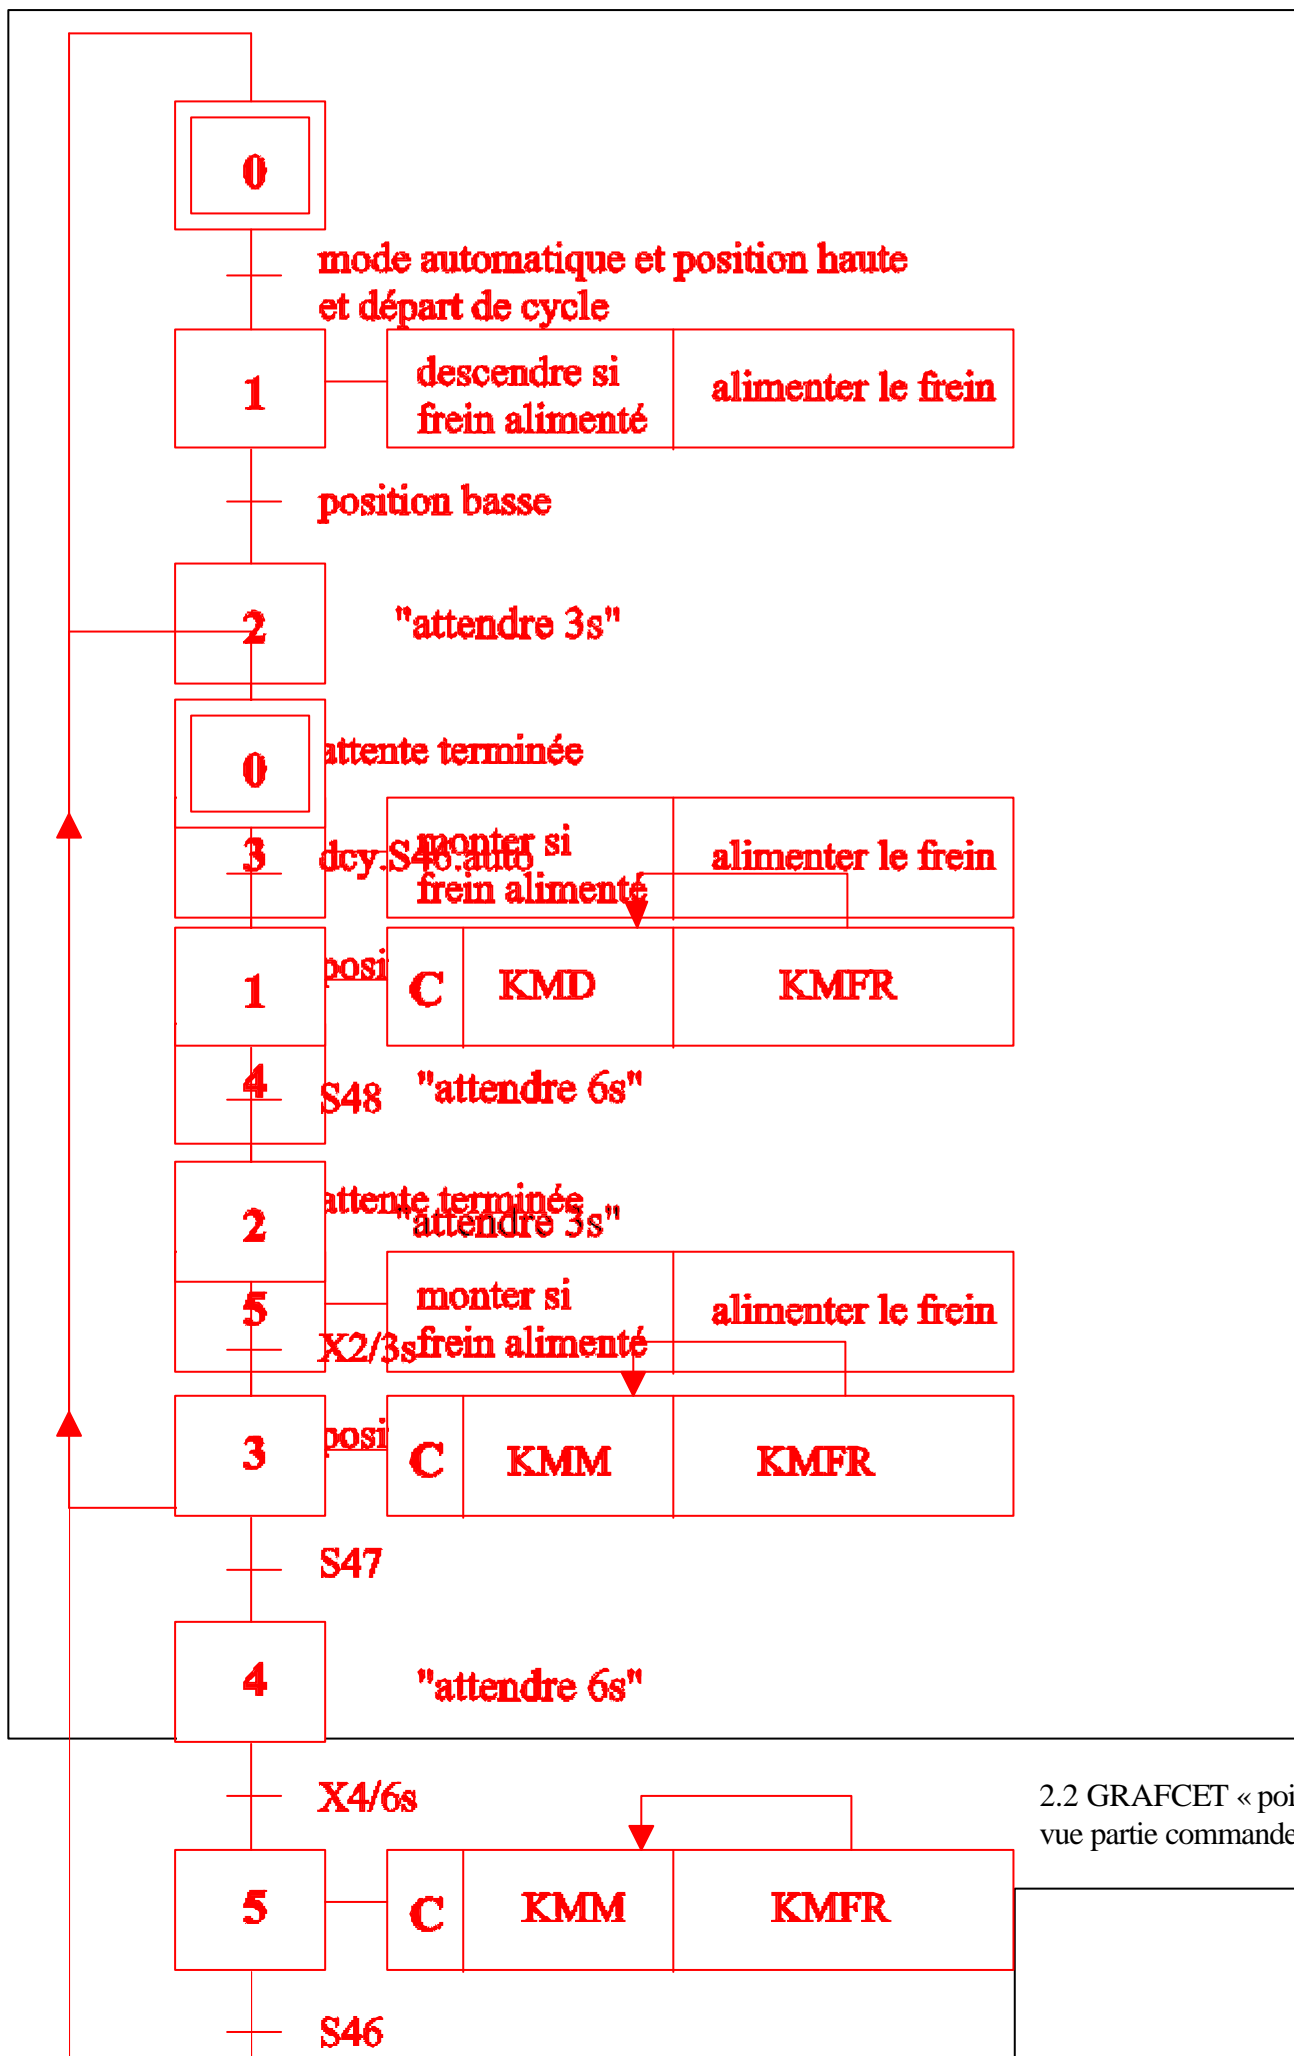 0
mode automatique et position haute
et départ de cycle
1
descendre si
frein alimenté
alimenter le frein
position basse
2
"attendre 3s"
0
attente terminée
3
dcy.S46.auto
monter si
frein alimenté
alimenter le frein
posi
1
C
KMD
KMFR
4
S48
"attendre 6s"
2
attente terminée
"attendre 3s"
5
monter si
frein alimenté
alimenter le frein
X2/3s
3
posi
C
KMM
KMFR
S47
4
"attendre 6s"
X4/6s
2.2 GRAFCET « poi
vue partie commande
5
C
KMM
KMFR
S46